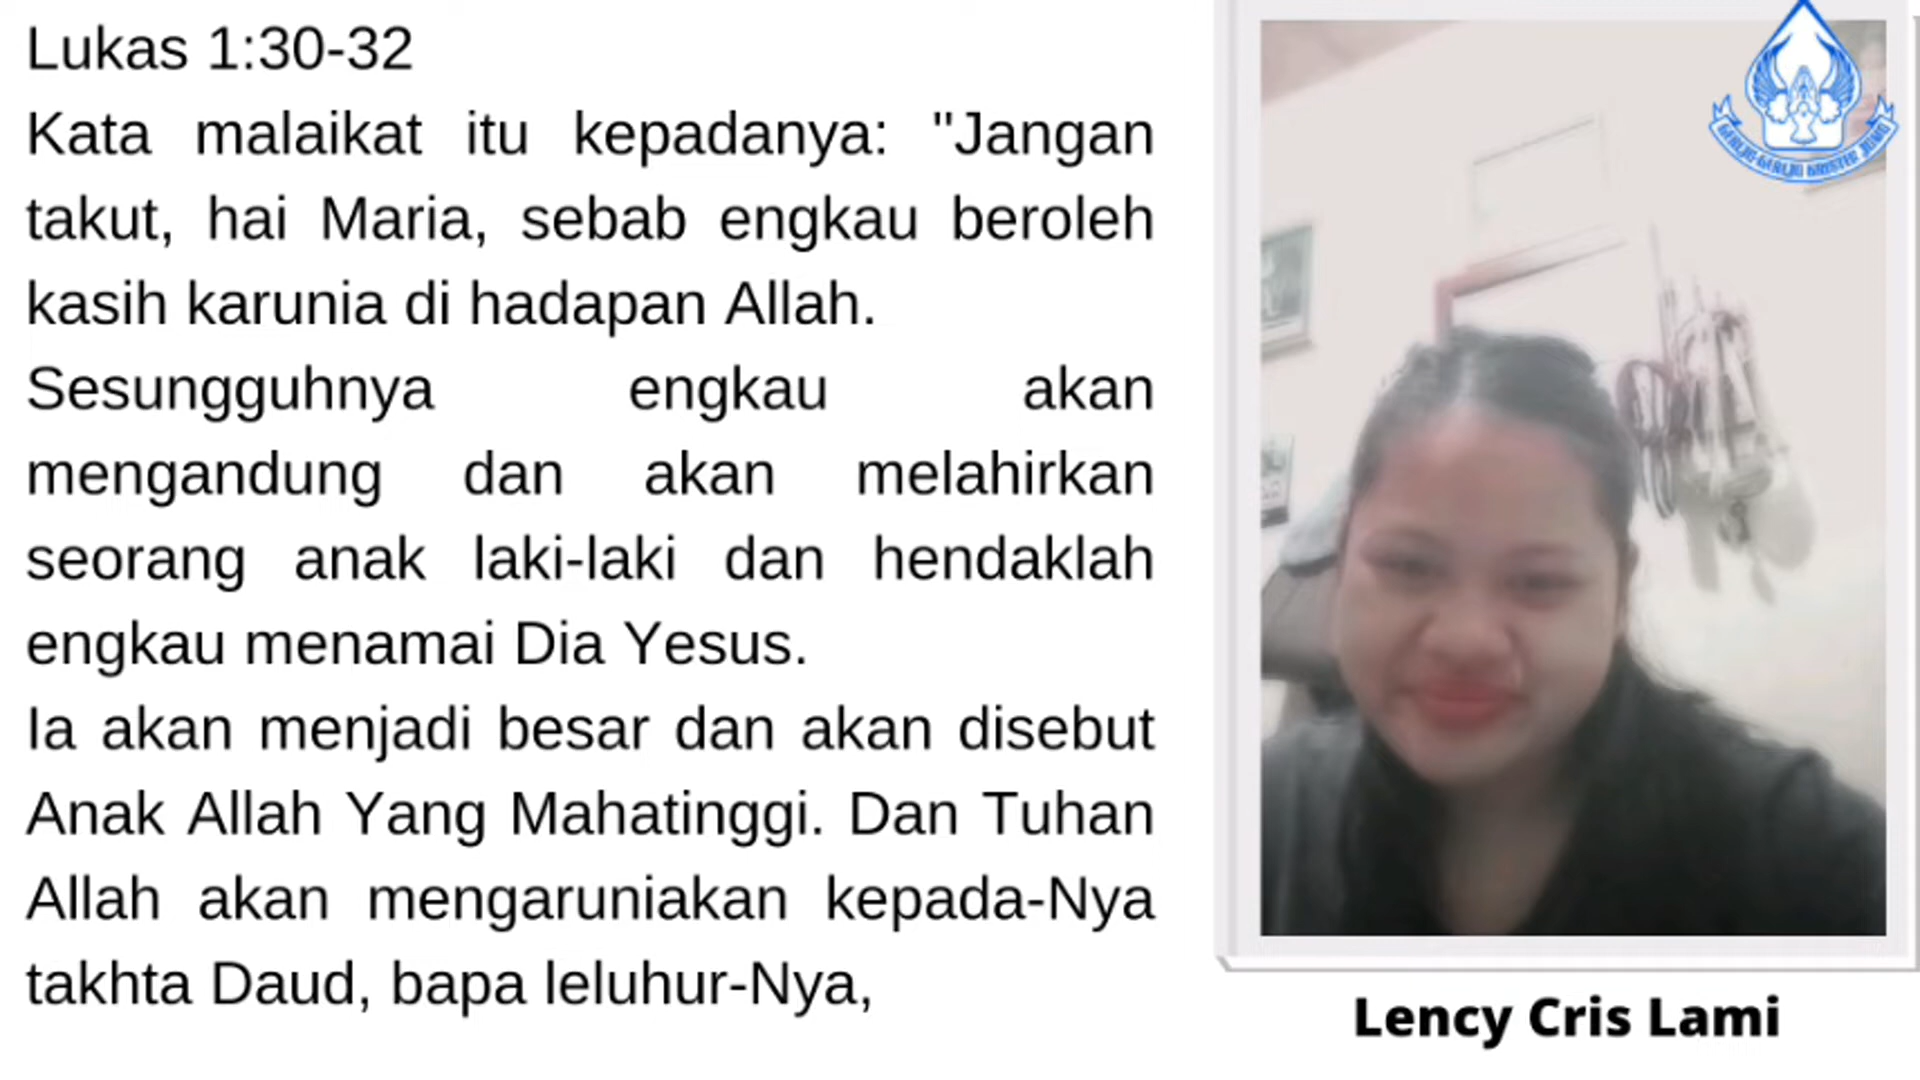 Lukas 1:30-32
Kata malaikat itu kepadanya: "Jangan
takut, hai Maria, sebab engkau beroleh
kasih karunia di hadapan Allah.
Sesungguhnya engkau akan
mengandung dan akan melahirkan
seorang anak laki-laki dan hendaklah
engkau menamai Dia Yesus.
Ia akan menjadi besar dan akan disebut
Anak Allah Yang Mahatinggi. Dan Tuhan
Allah akan mengaruniakan kepada-Nya
takhta Daud, bapa leluhur-Nya,
Lency Cris Lami